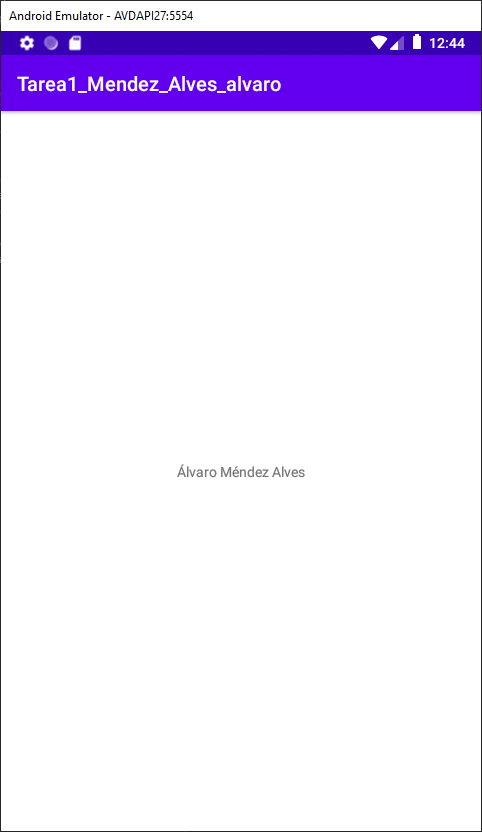 Android Emulator - AVDAPI27:5554
12:44
Tarea1_Mendez_Alves_alvaro
Álvaro Méndez Alves